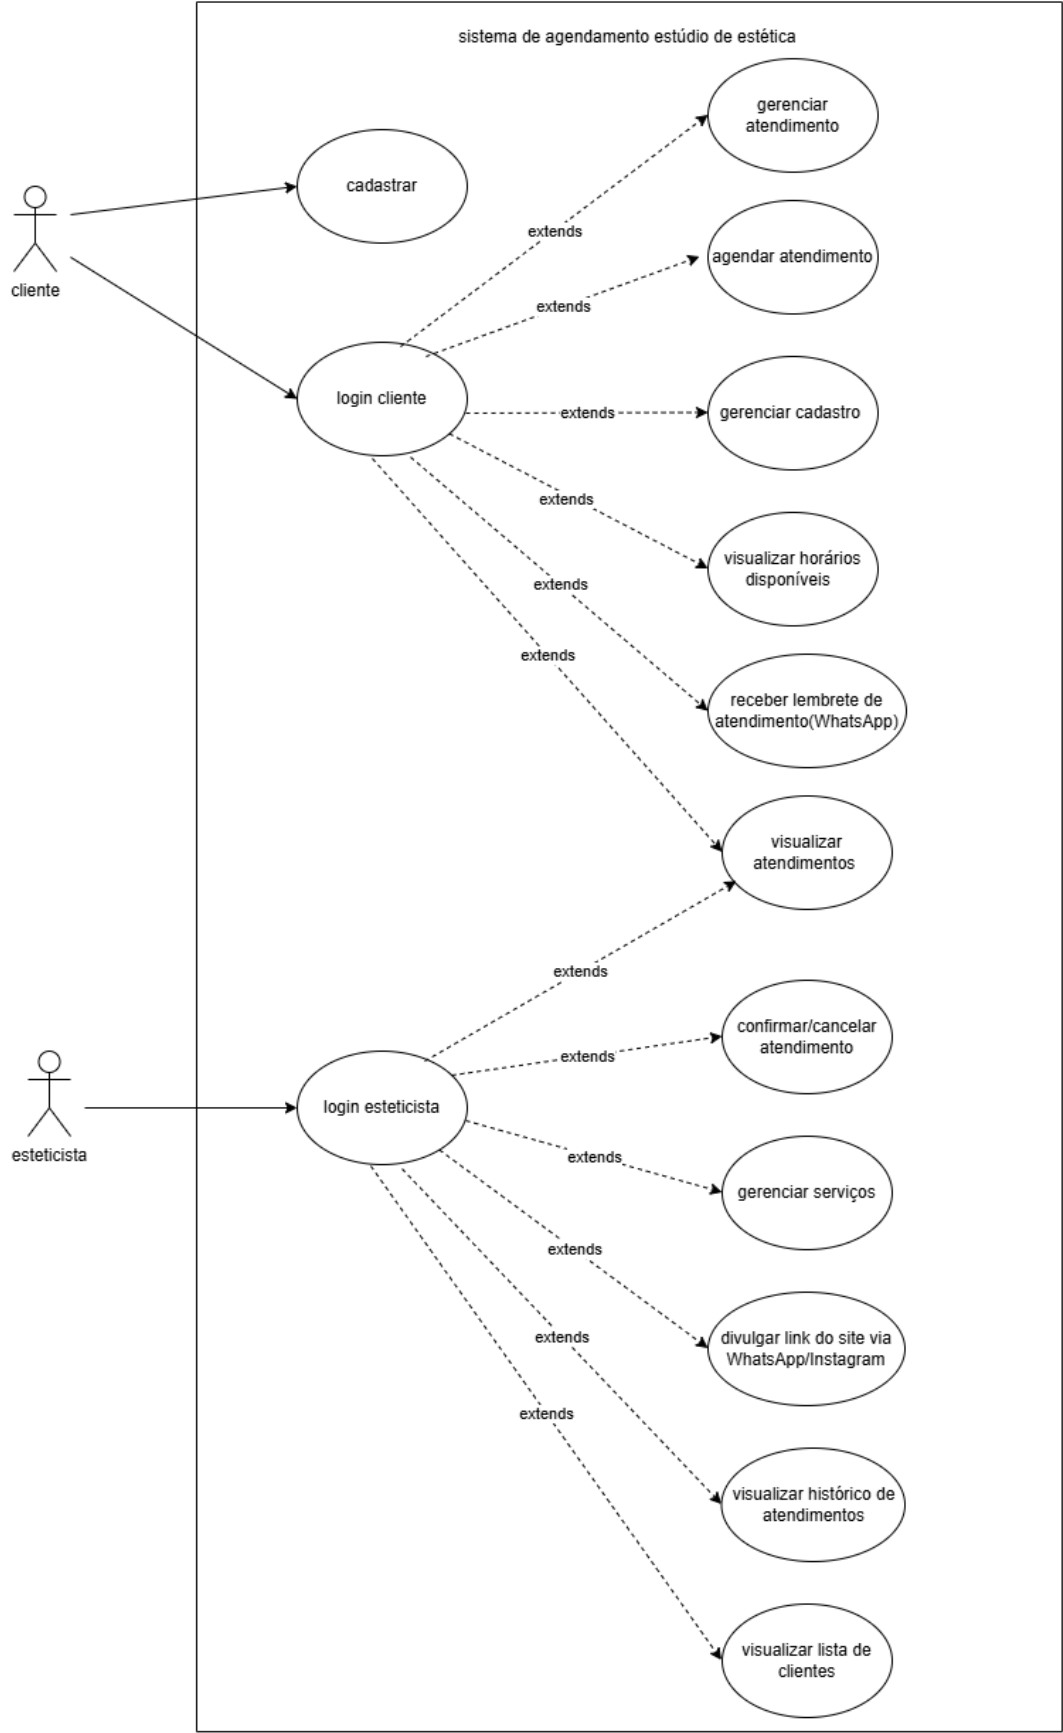 sistema de agendamento estúdio de estética
gerenciar
atendimento
cadastrar
extends
agendar atendimento
cliente
extends
login cliente
extends
gerenciar cadastro
extends
visualizar horários
disponíveis
extends
extends
receber lembrete de
atendimento(WhatsApp)
visualizar
atendimentos
extends
confirmar/cancelar
atendimento
extends
login esteticista
esteticista
extends
gerenciar serviços
extends
divulgar link do site via
WhatsApp/Instagram
extends
extends
visualizar histórico de
atendimentos
visualizar lista de
clientes